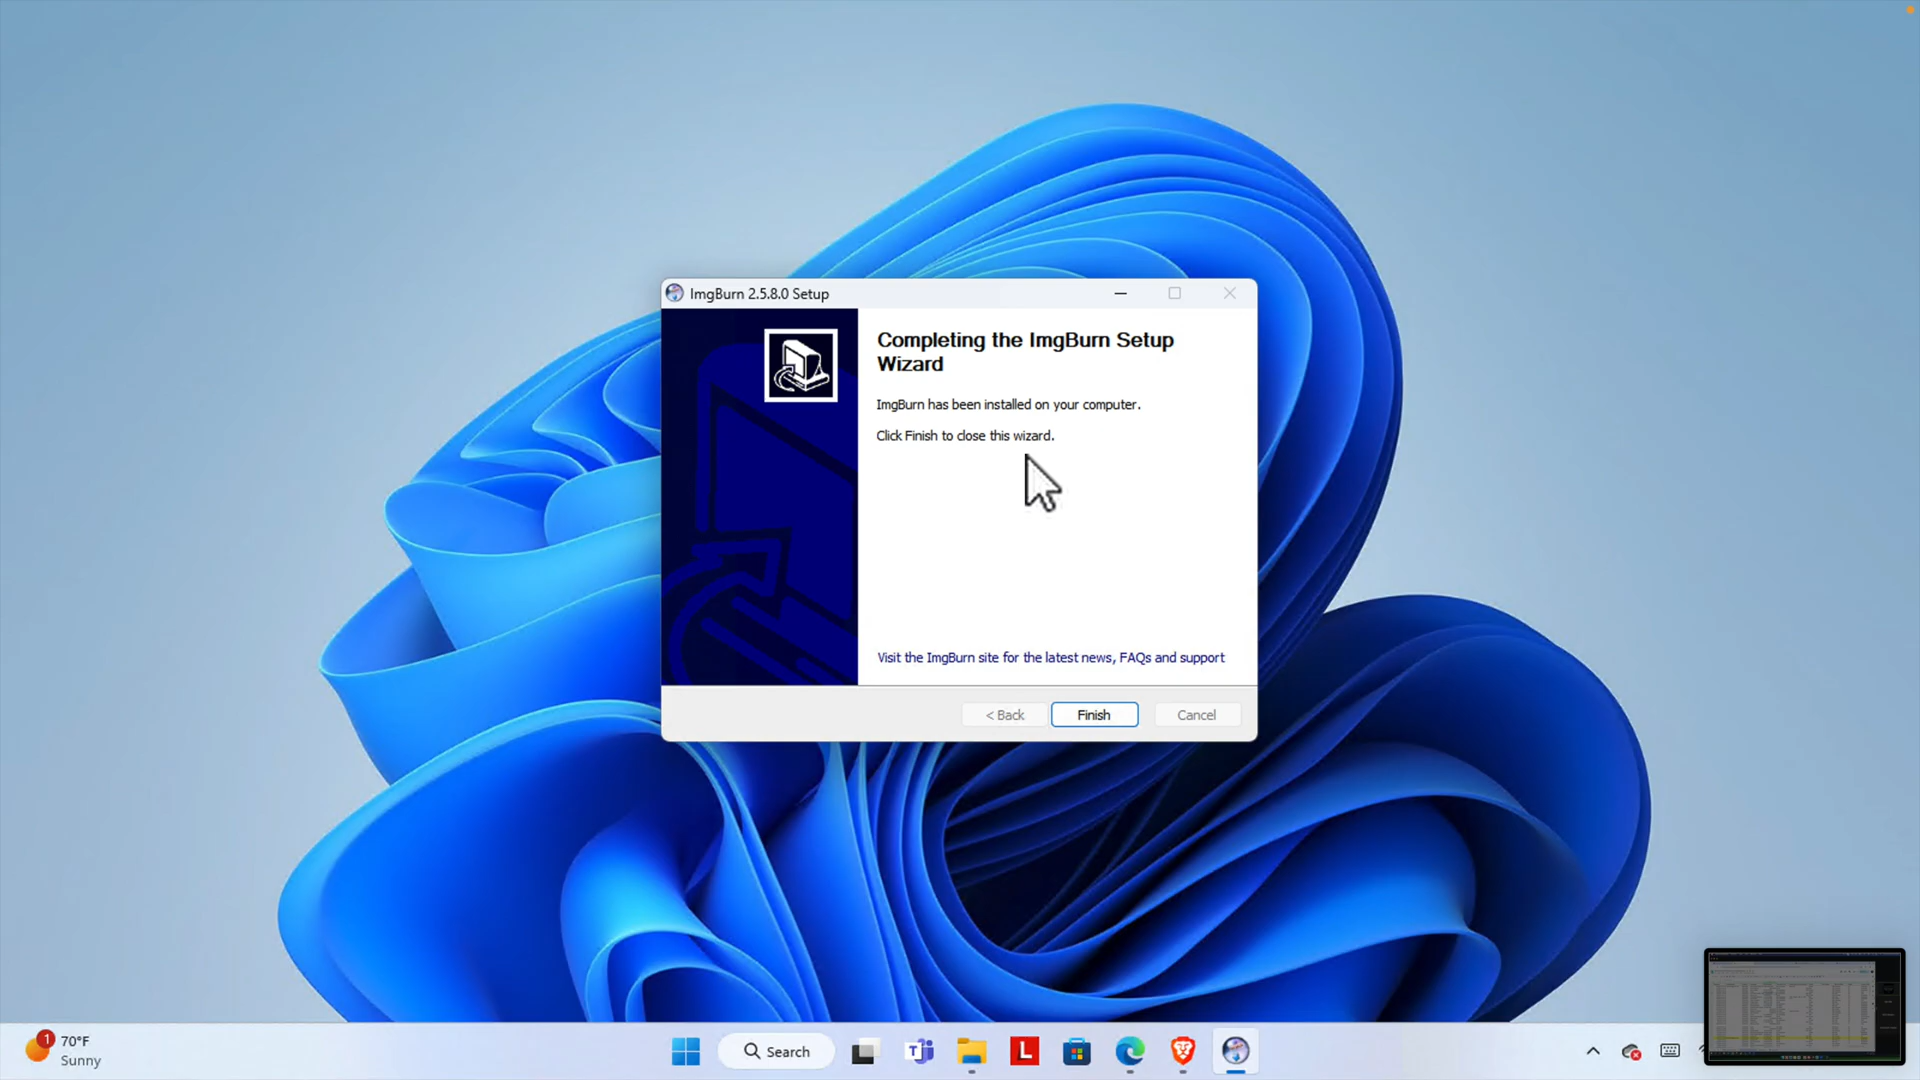 ImgBurn 2.5.8.0 Setup
Completing the ImgBurn Setup
Wizard
ImgBurn has been installed on your computer.
Click Finish to close this wizard.
Visit the ImgBurn site for the latest news, FAQs and support
< Back
Finish
Cancel
1
70°F
Sunny
Search
T
L